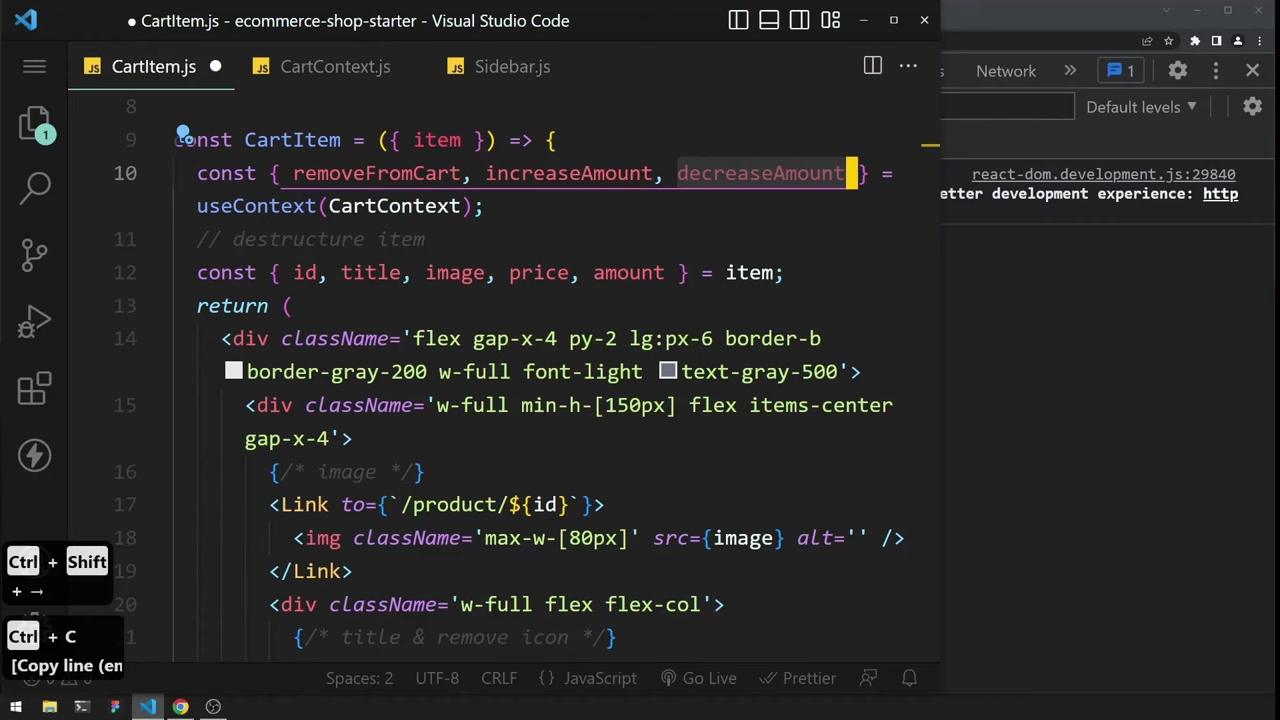 CartItem.js - ecommerce-shop-starter - Visual Studio Code
JS CartItem.js
JS CartContext.js
JS Sidebar.js
8
9 const CartItem = ({ item }) => {
10 const { removeFromCart, increaseAmount, decreaseAmount } =
useContext(CartContext);
11 // destructure item
12 const { id, title, image, price, amount } = item;
13 return (
14 <div className='flex gap-x-4 py-2 lg:px-6 border-b
border-gray-200 w-full font-light text-gray-500'>
15 <div className='w-full min-h-[150px] flex items-center
gap-x-4'>
16 {/* image */}
17 <Link to={`/product/${id}`}>
18 <img className='max-w-[80px]' src={image} alt='' />
19 </Link>
20 <div className='w-full flex flex-col'>
{/* title & remove icon */}
1
Ctrl + Shift
+ →
Ctrl + C
[Copy line (em
Spaces: 2 UTF-8 CRLF {} JavaScript Go Live Prettier
Network 1
Default levels
react-dom.development.js:29840
etter development experience: http